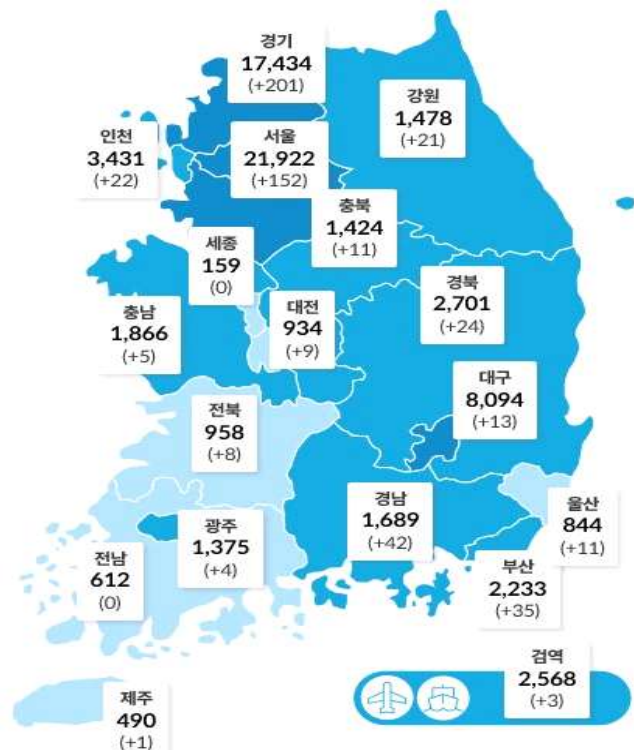 경기
17,434
(+201)
강원
1,478
(+21)
인천
3,431
(+22)
서울
21,922
(+152)
충북
1,424
(+11)
세종
159
(0)
경북
2,701
(+24)
대전
934
(+9)
충남
1,866
(+5)
대구
8,094
(+13)
전북
958
(+8)
경남
1,689
(+42)
울산
844
(+11)
광주
1,375
(+4)
전남
612
(0)
부산
2,233
(+35)
검역
2,568
(+3)
제주
490
(+1)